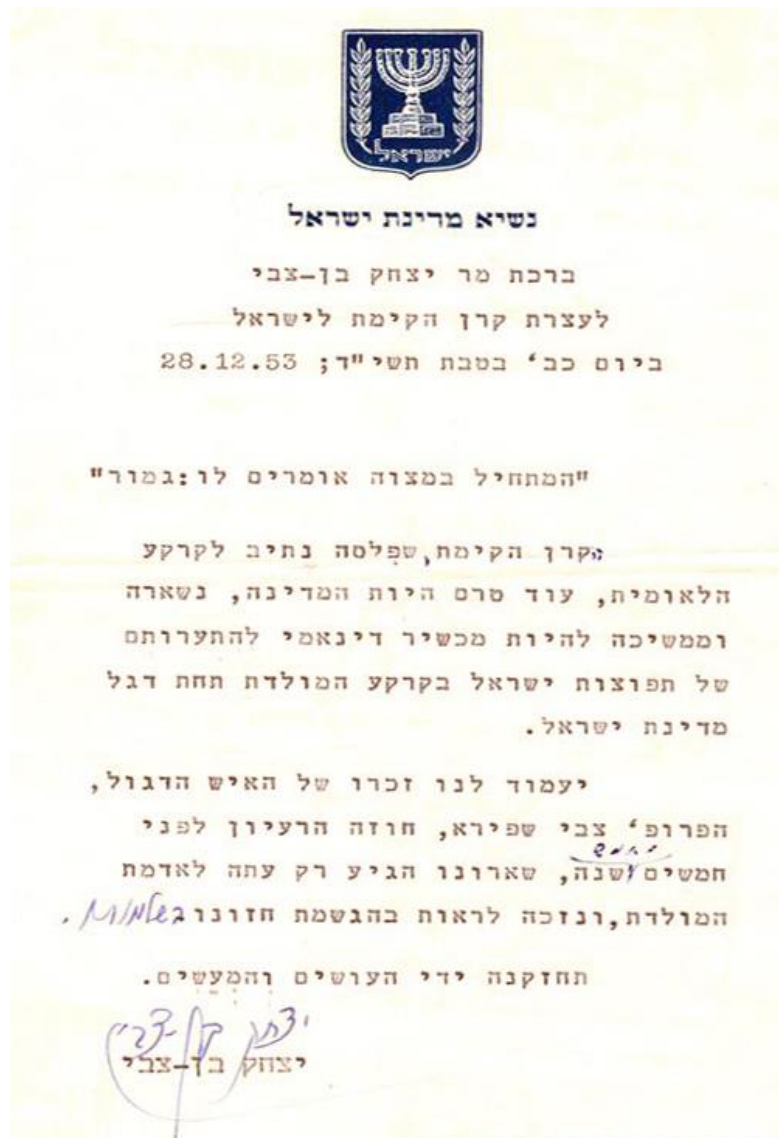 ישראל
נשיא מדינת ישראל
ברכת מר יצחק בן-צבי
לעצרת קרן הקימת לישראל
ביום כב' בטבת תשי"ד; 28.12.53
"המתחיל במצוה אומרים לו:גמור"
הקרן הקימת,שפלסה נתיב לקרקע
הלאומית, עוד טרם היות המדינה, נשארה
וממשיכה להיות מכשיר דינאמי להתערותם
של תפוצות ישראל בקרקע המולדת תחת דגל
מדינת ישראל.
יעמוד לנו זכרו של האיש הדגול,
הפרופ' צבי שפירא, חוזה הרעיון לפני
וחמש
חמשים שנה, שארונו הגיע רק עתה לאדמת
המולדת,ונזכה לראות בהגשמת חזונו בשלמותו.
תחזקנה ידי העושים והמעשים.
יצחק בן-צבי
יצחק בן-צבי